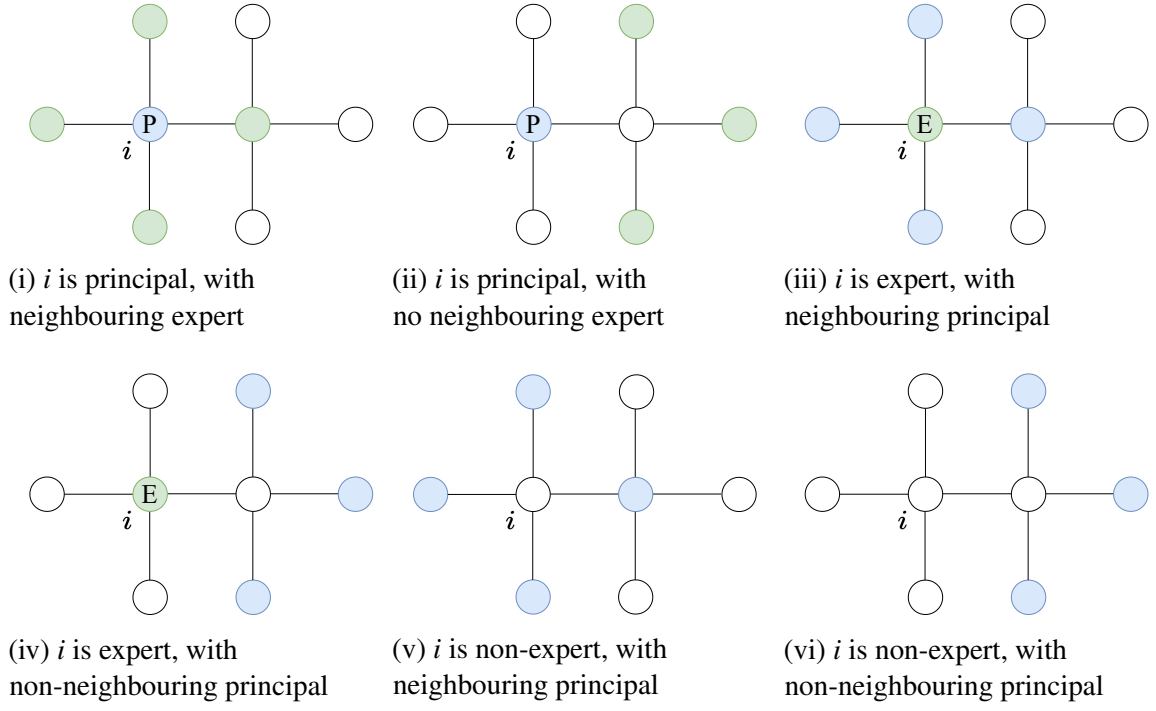 P
i
P
i
E
i
(i) i is principal, with
neighbouring expert
(ii) i is principal, with
no neighbouring expert
(iii) i is expert, with
neighbouring principal
E
i
i
i
(iv) i is expert, with
non-neighbouring principal
(v) i is non-expert, with
neighbouring principal
(vi) i is non-expert, with
non-neighbouring principal